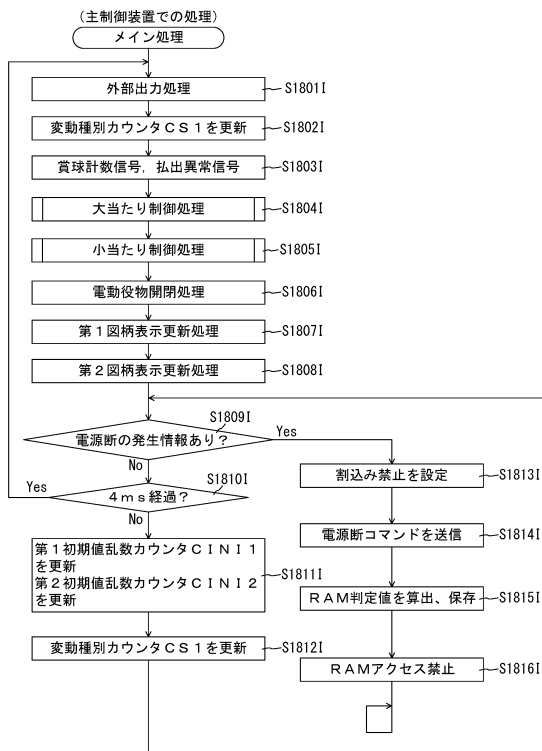 （主制御装置での処理）
メイン処理
外部出力処理
S1801I
変動種別カウンタＣＳ１を更新
S1802I
賞球計数信号，払出異常信号
S1803I
大当たり制御処理
S1804I
小当たり制御処理
S1805I
電動役物開閉処理
S1806I
第１図柄表示更新処理
S1807I
第２図柄表示更新処理
S1808I
S1809I
電源断の発生情報あり？
Yes
No
S1810I
Yes
４ｍｓ経過？
No
割込み禁止を設定
S1813I
電源断コマンドを送信
S1814I
第１初期値乱数カウンタＣＩＮＩ１
を更新
第２初期値乱数カウンタＣＩＮＩ２
を更新
S1811I
ＲＡＭ判定値を算出、保存
S1815I
変動種別カウンタＣＳ１を更新
S1812I
ＲＡＭアクセス禁止
S1816I